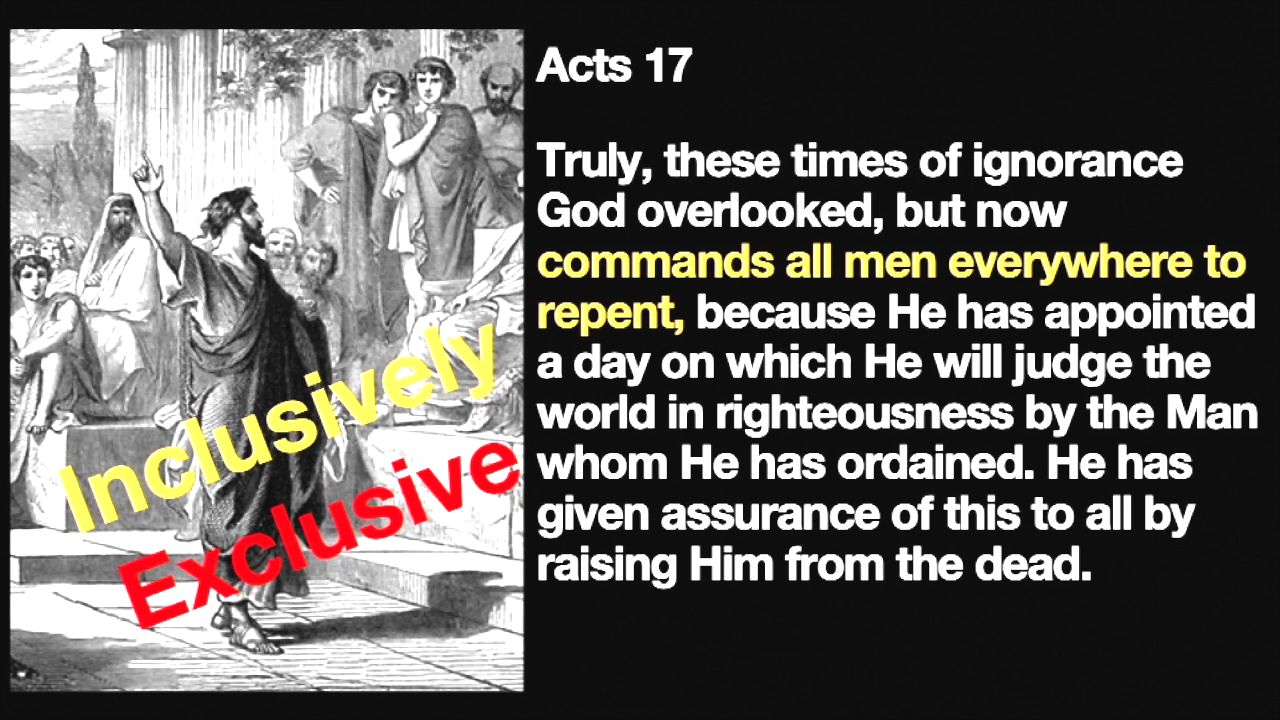 Acts 17
Truly, these times of ignorance
God overlooked, but now
commands all men everywhere to
repent, because He has appointed
a day on which He will judge the
world in righteousness by the Man
whom He has ordained. He has
given assurance of this to all by
raising Him from the dead.
Inclusively
Exclusive